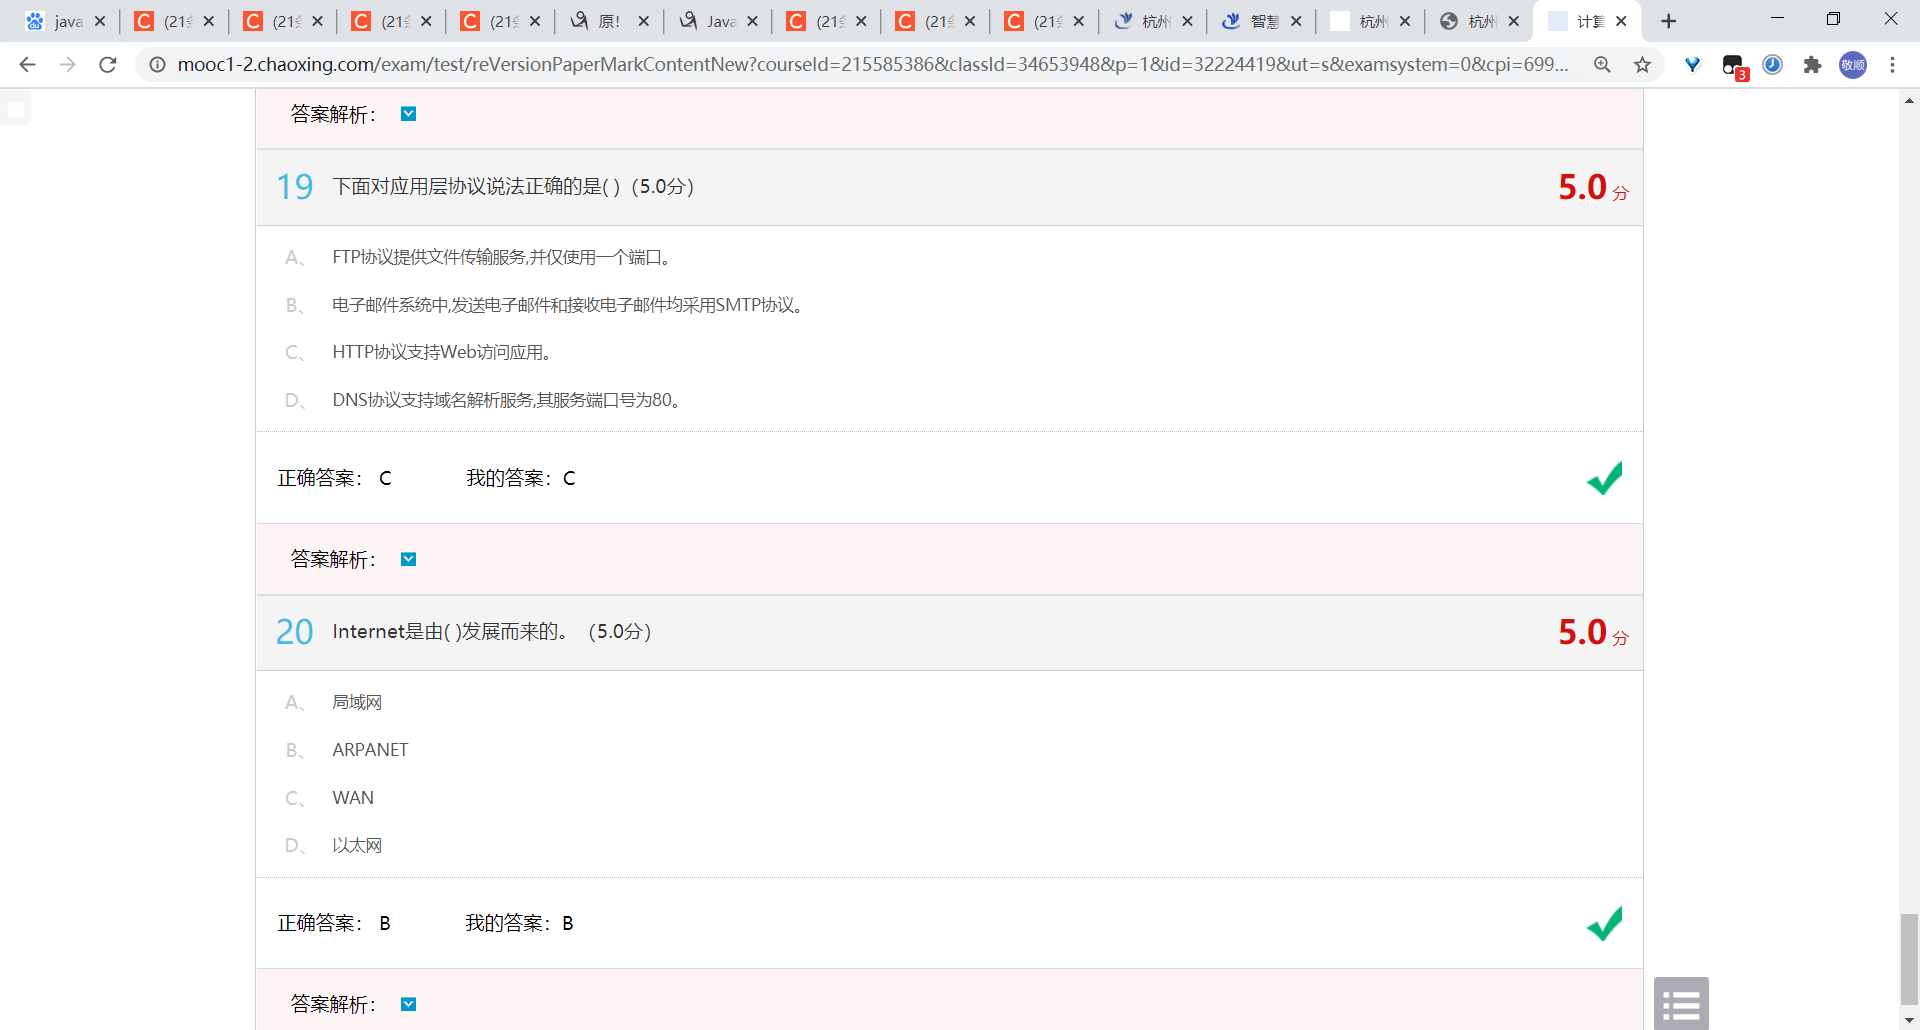 java
(21
(21
(21
(21
原!
Java
(21
(21
(21
杭州
智慧
杭州
杭州
计算
mooc1-2.chaoxing.com/exam/test/reVersionPaperMarkContentNew?courseId=215585386&classId=34653948&p=1&id=32224419&ut=s&examsystem=0&cpi=699...
3
敬顺
答案解析：
19 下面对应用层协议说法正确的是( )（5.0分）
5.0 分
A、 FTP协议提供文件传输服务,并仅使用一个端口。
B、 电子邮件系统中,发送电子邮件和接收电子邮件均采用SMTP协议。
C、 HTTP协议支持Web访问应用。
D、 DNS协议支持域名解析服务,其服务端口号为80。
正确答案： C 我的答案：C
答案解析：
20 Internet是由( )发展而来的。（5.0分）
5.0 分
A、 局域网
B、 ARPANET
C、 WAN
D、 以太网
正确答案： B 我的答案：B
答案解析：